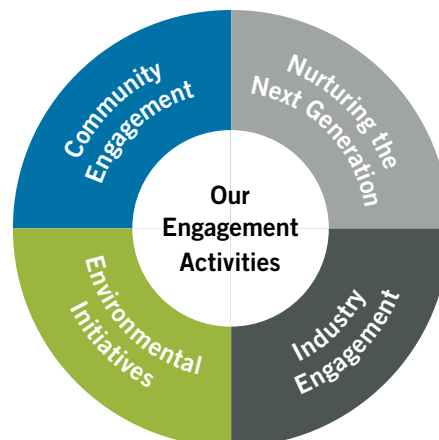 Community
Engagement
Nurturing the
Next Generation
Our
Engagement
Activities
Environmental
Initiatives
Industry
Engagement